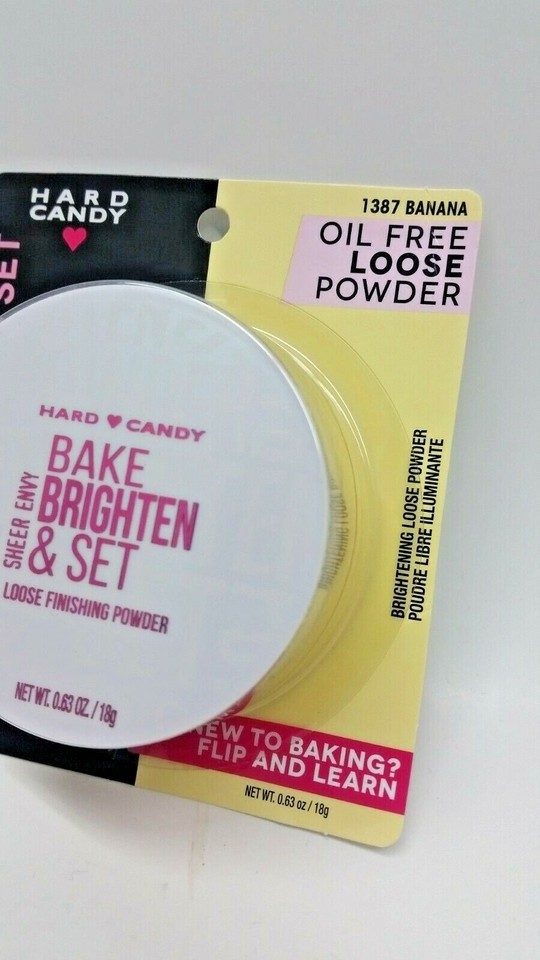 HARD
CANDY
SET
1387 BANANA
OIL FREE
LOOSE
POWDER
HARD CANDY
SHEER ENVY
BAKE
BRIGHTEN
& SET
LOOSE FINISHING POWDER
NET WT. 0.63 OZ. / 18g
BRIGHTENING LOOSE POWDER
POUDRE LIBRE ILLUMINANTE
NEW TO BAKING?
FLIP AND LEARN
NET WT. 0.63 oz / 18g